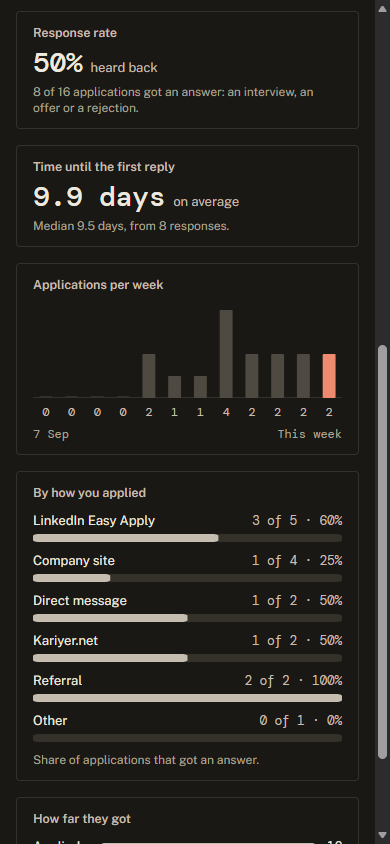 Response rate
50% heard back
8 of 16 applications got an answer: an interview, an
offer or a rejection.
Time until the first reply
9.9 days on average
Median 9.5 days, from 8 responses.
Applications per week
0 0 0 0 2 1 1 4 2 2 2 2
7 Sep This week
By how you applied
LinkedIn Easy Apply 3 of 5 · 60%
Company site 1 of 4 · 25%
Direct message 1 of 2 · 50%
Kariyer.net 1 of 2 · 50%
Referral 2 of 2 · 100%
Other 0 of 1 · 0%
Share of applications that got an answer.
How far they got